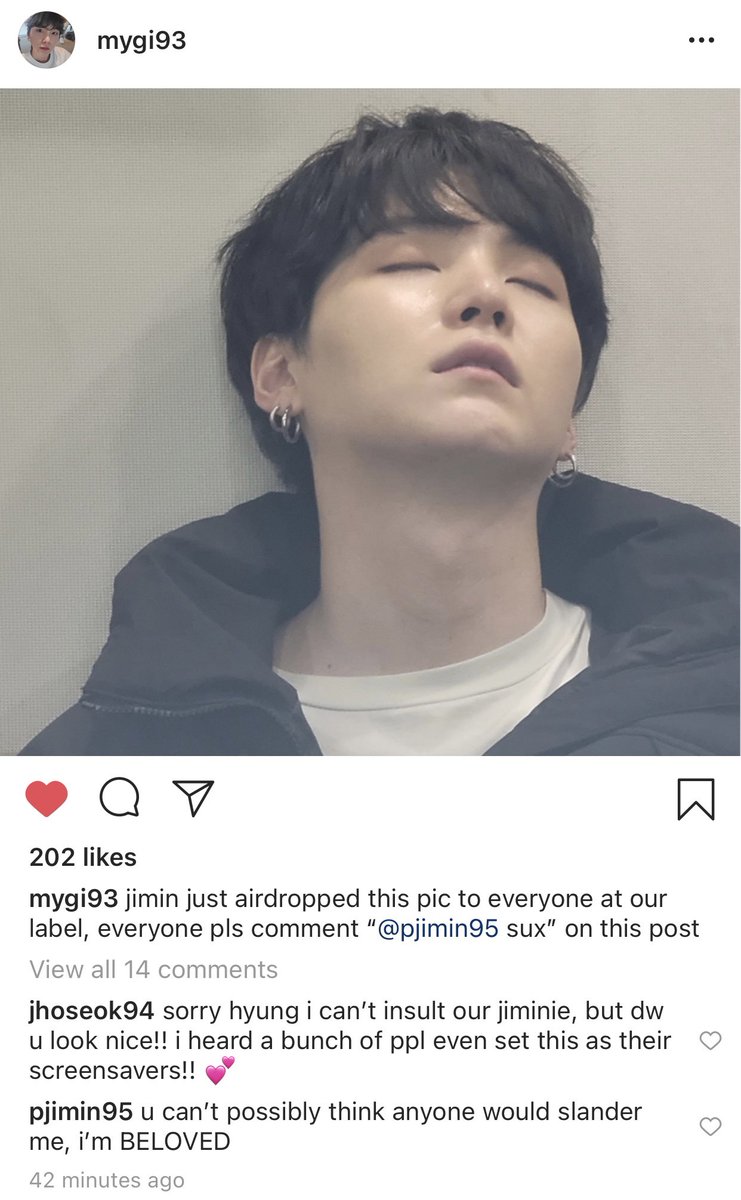 mygi93
202 likes
mygi93 jimin just airdropped this pic to everyone at our
label, everyone pls comment “@pjimin95 sux” on this post
View all 14 comments
jhoseok94 sorry hyung i can’t insult our jiminie, but dw
u look nice!! i heard a bunch of ppl even set this as their
screensavers!! 💕
pjimin95 u can’t possibly think anyone would slander
me, i’m BELOVED
42 minutes ago